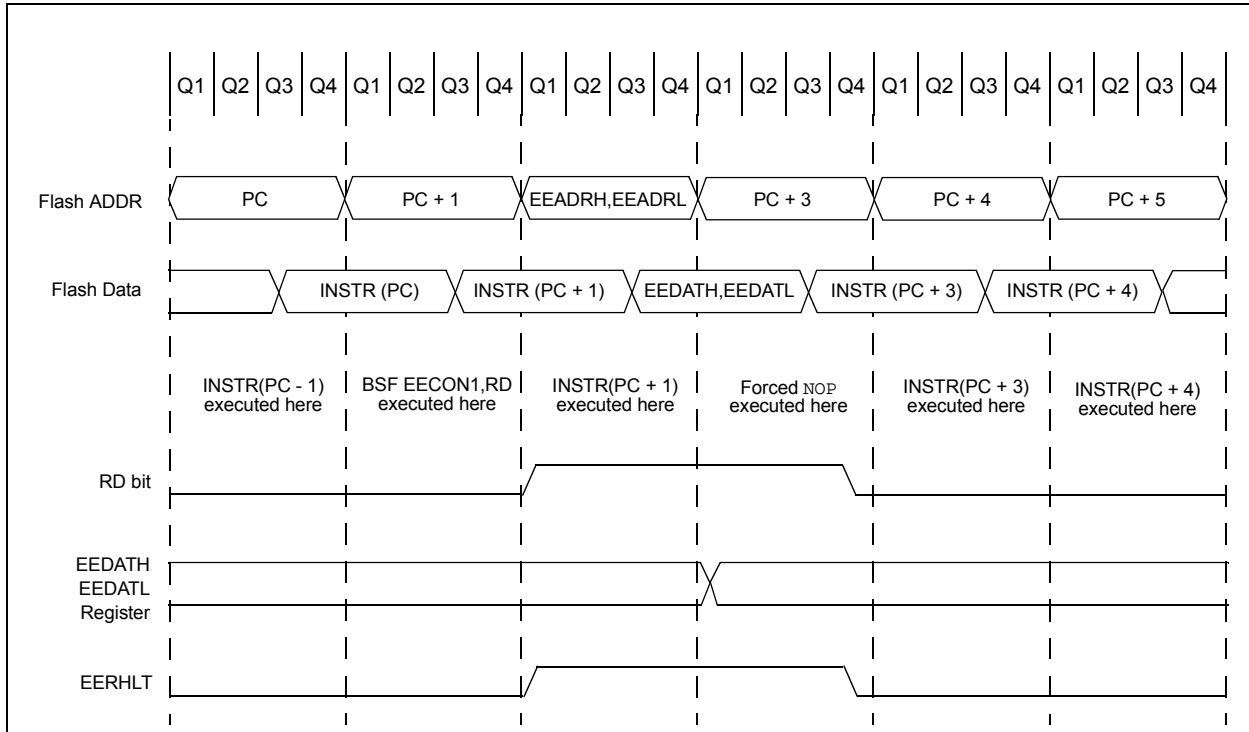 Q1 Q2 Q3 Q4 Q1 Q2 Q3 Q4 Q1 Q2 Q3 Q4 Q1 Q2 Q3 Q4 Q1 Q2 Q3 Q4 Q1 Q2 Q3 Q4
Flash ADDR PC PC + 1 EEADRH,EEADRL PC + 3 PC + 4 PC + 5
Flash Data INSTR (PC) INSTR (PC + 1) EEDATH,EEDATL INSTR (PC + 3) INSTR (PC + 4)
INSTR(PC - 1) BSF EECON1,RD INSTR(PC + 1) Forced NOP INSTR(PC + 3) INSTR(PC + 4)
executed here executed here executed here executed here executed here executed here
RD bit
EEDATH
EEDATL
Register
EERHLT